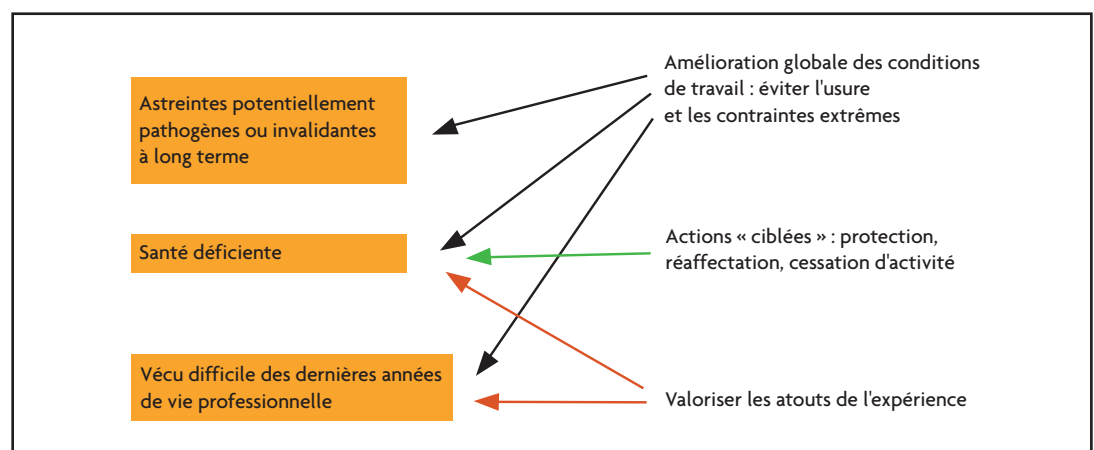 Astreintes potentiellement
pathogènes ou invalidantes
à long terme
Santé déficiente
Vécu difficile des dernières années
de vie professionnelle
Amélioration globale des conditions
de travail : éviter l'usure
et les contraintes extrêmes
Actions « ciblées » : protection,
réaffectation, cessation d'activité
Valoriser les atouts de l'expérience